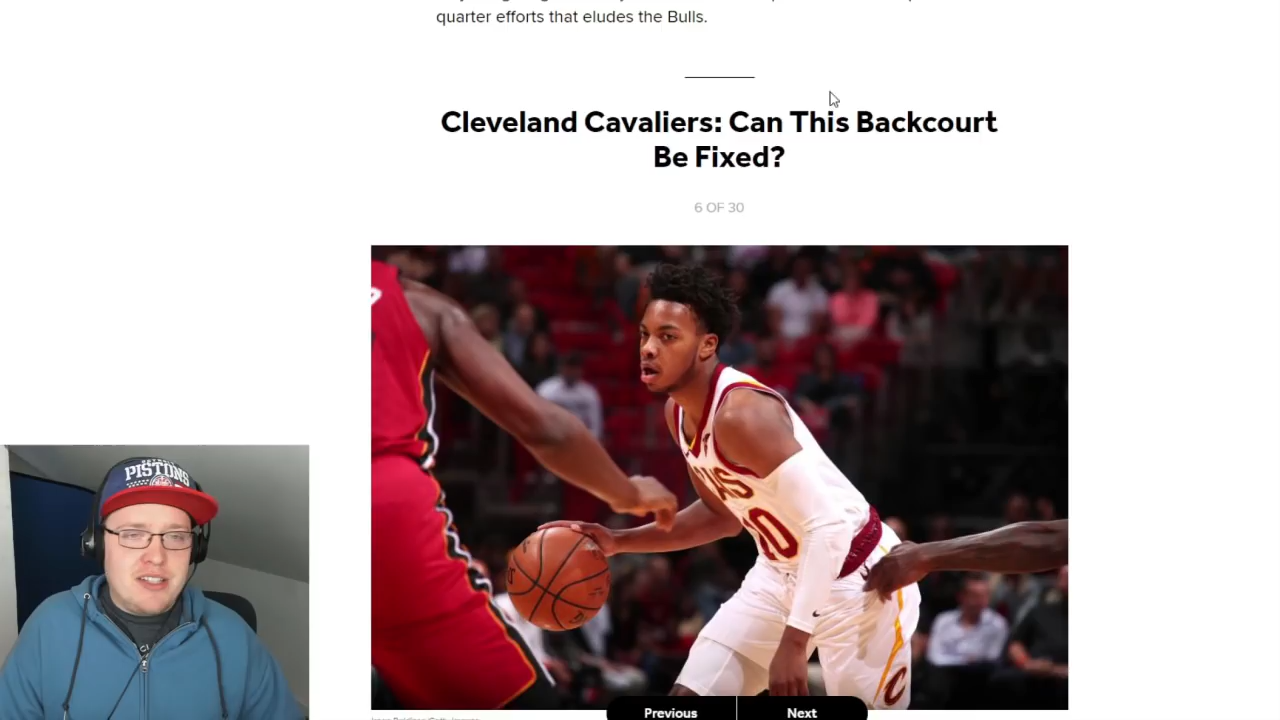 quarter efforts that eludes the Bulls.
Cleveland Cavaliers: Can This Backcourt
Be Fixed?
6 OF 30
10
C
PISTONS
Previous
Next